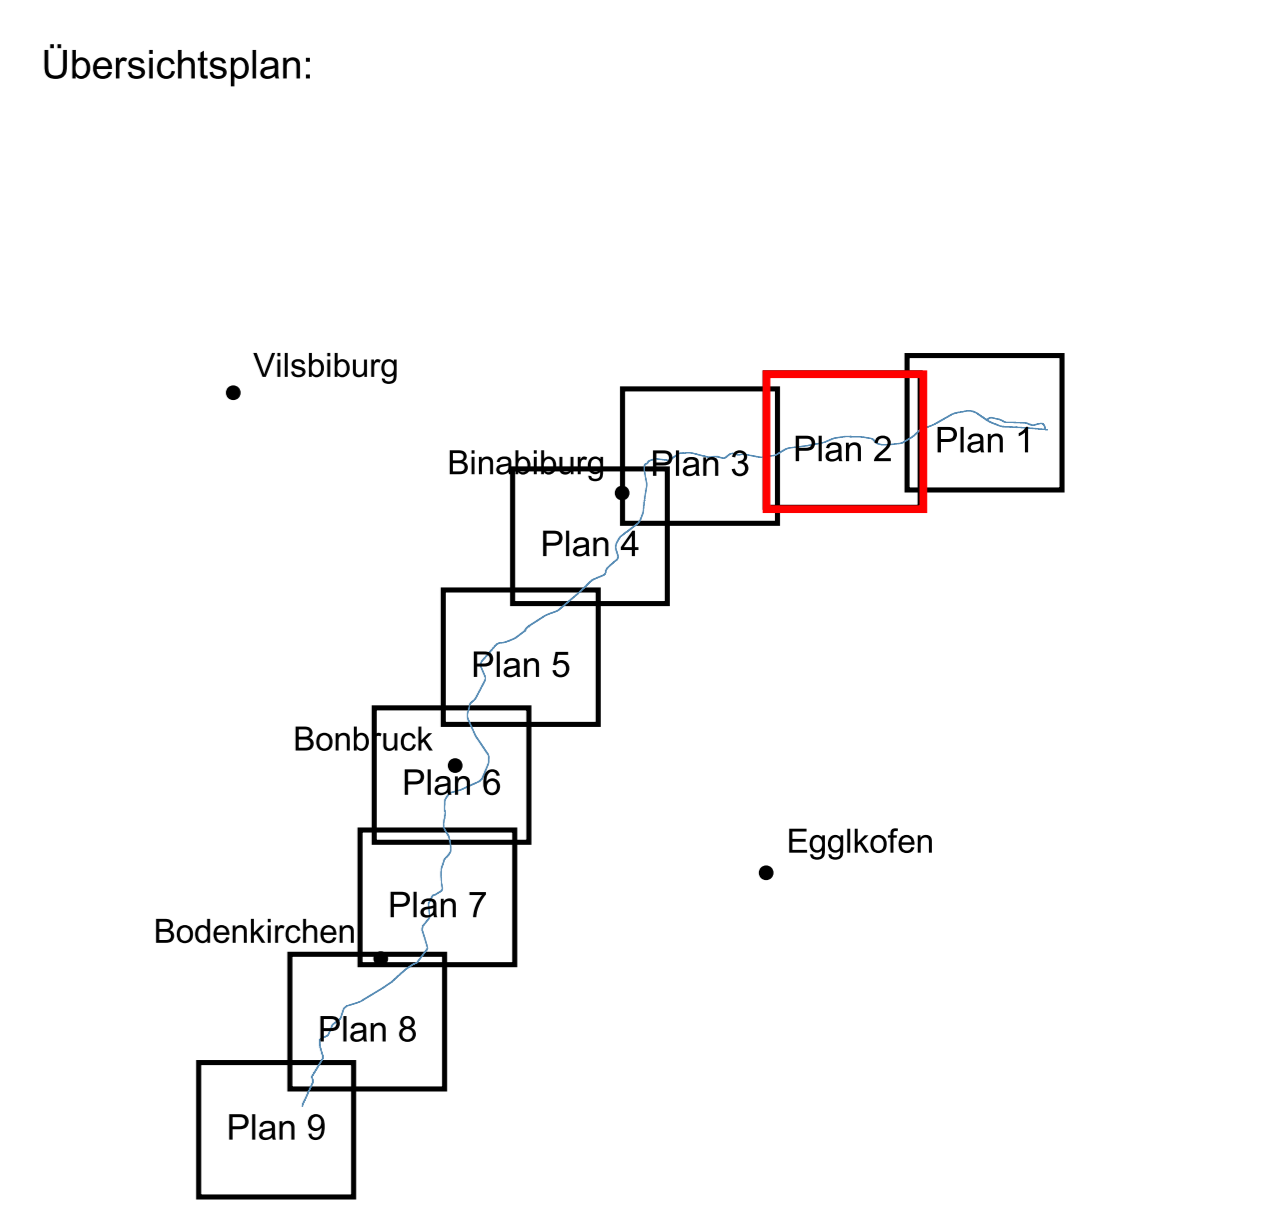 Übersichtsplan:
Vilsbiburg
Plan 1
Plan 2
Plan 3
Binabiburg
Plan 4
Plan 5
Bonbruck
Plan 6
Egglkofen
Plan 7
Bodenkirchen
Plan 8
Plan 9